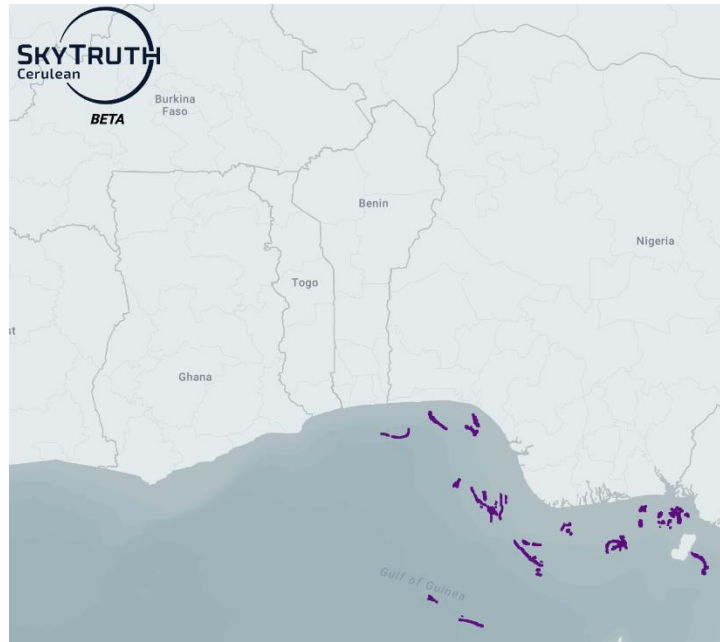 SKYTRUTH
Cerulean
BETA
Burkina
Faso
Benin
Nigeria
Togo
Ghana
Gulf of Guinea